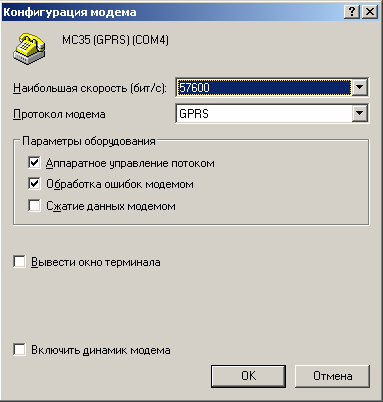 Конфигурация модема
MC35 (GPRS) (COM4)
Наибольшая скорость (бит/с): 57600
Протокол модема GPRS
Параметры оборудования
Аппаратное управление потоком
Обработка ошибок модемом
Сжатие данных модемом
Вывести окно терминала
Включить динамик модема
OK Отмена